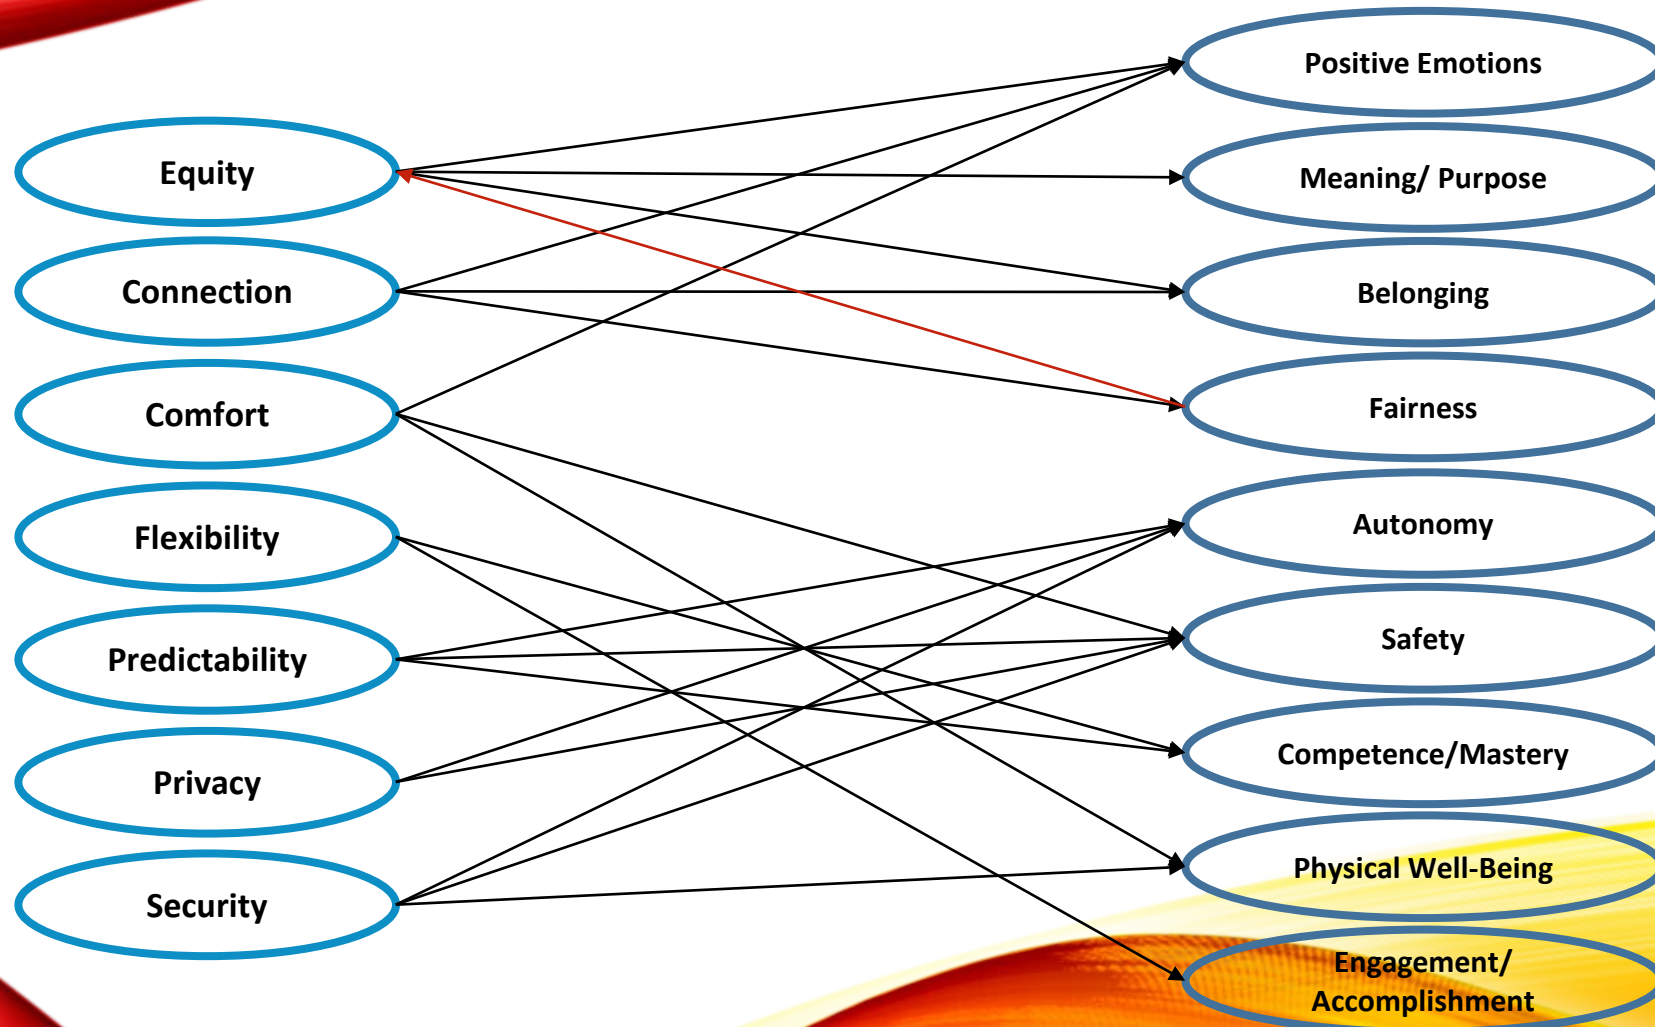 Equity
Connection
Comfort
Flexibility
Predictability
Privacy
Security
Positive Emotions
Meaning/ Purpose
Belonging
Fairness
Autonomy
Safety
Competence/Mastery
Physical Well-Being
Engagement/
Accomplishment